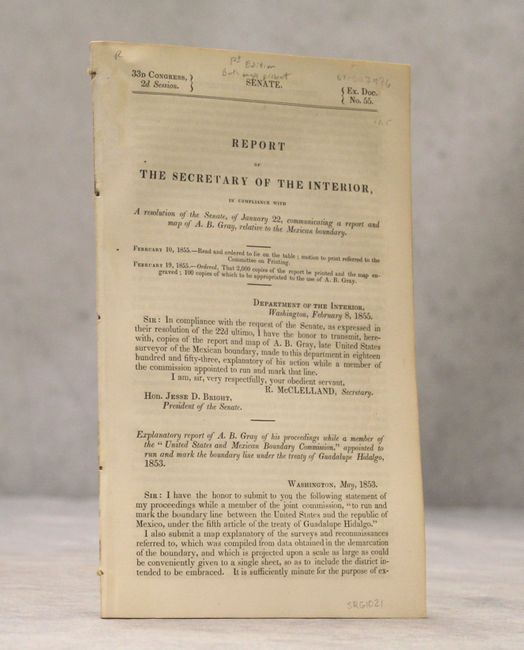 R
1st Edition
Both maps present
33D CONGRESS, } SENATE. { EX. DOC.
2d Session. } { No. 55.
REPORT
OF
THE SECRETARY OF THE INTERIOR,
IN COMPLIANCE WITH
A resolution of the Senate, of January 22, communicating a report and
map of A. B. Gray, relative to the Mexican boundary.
FEBRUARY 10, 1855.—Read and ordered to lie on the table; motion to print referred to the
Committee on Printing.
FEBRUARY 19, 1855.—Ordered, That 2,000 copies of the report be printed and the map en-
graved; 100 copies of which to be appropriated to the use of A. B. Gray.
DEPARTMENT OF THE INTERIOR,
Washington, February 8, 1855.
SIR: In compliance with the request of the Senate, as expressed in
their resolution of the 22d ultimo, I have the honor to transmit, here-
with, copies of the report and map of A. B. Gray, late United States
surveyor of the Mexican boundary, made to this department in eighteen
hundred and fifty-three, explanatory of his action while a member of
the commission appointed to run and mark that line.
I am, sir, very respectfully, your obedient servant,
R. McCLELLAND, Secretary.
Hon. JESSE D. BRIGHT,
President of the Senate.
Explanatory report of A. B. Gray of his proceedings while a member of
the "United States and Mexican Boundary Commission," appointed to
run and mark the boundary line under the treaty of Guadalupe Hidalgo,
1853.
WASHINGTON, May, 1853.
SIR: I have the honor to submit to you the following statement of
my proceedings while a member of the joint commission, "to run and
mark the boundary line between the United States and the republic of
Mexico, under the fifth article of the treaty of Guadalupe Hidalgo."
I also submit a map explanatory of the surveys and reconnaissances
referred to, which was compiled from data obtained in the demarcation
of the boundary, and which is projected upon a scale as large as could
be conveniently given to a single sheet, so as to include the district in-
tended to be embraced. It is sufficiently minute for the purpose of ex-
SRG1021